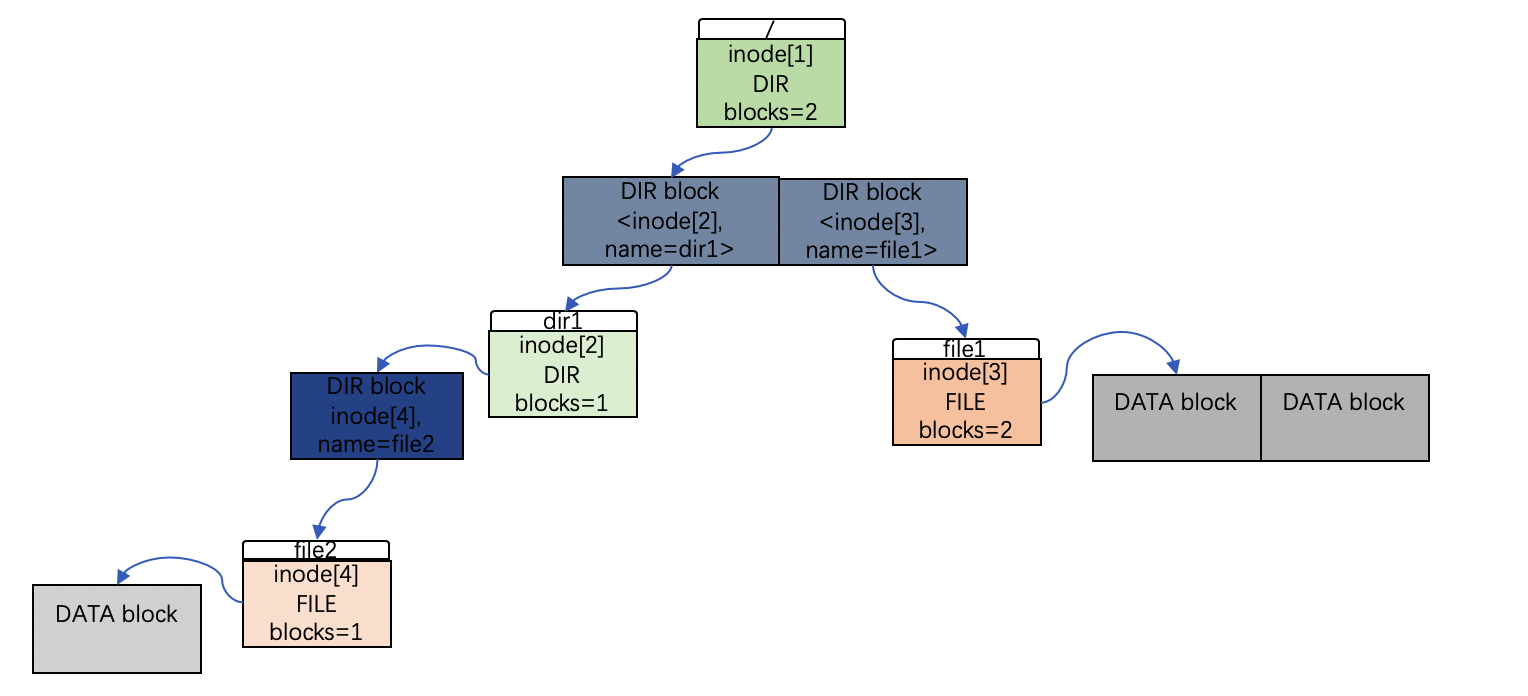 /
inode[1]
DIR
blocks=2
DIR block
<inode[2],
name=dir1>
DIR block
<inode[3],
name=file1>
dir1
inode[2]
DIR
blocks=1
file1
inode[3]
FILE
blocks=2
DATA block
DATA block
DIR block
inode[4],
name=file2
file2
inode[4]
FILE
blocks=1
DATA block